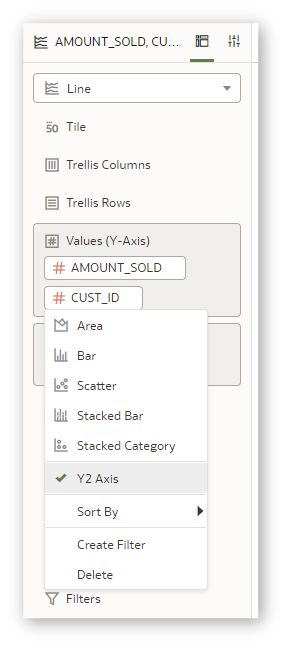 AMOUNT_SOLD, CU...
Line
50
Tile
Trellis Columns
Trellis Rows
# Values (Y-Axis)
# AMOUNT_SOLD
# CUST_ID
Area
Bar
Scatter
Stacked Bar
Stacked Category
Y2 Axis
Sort By
Create Filter
Delete
Filters